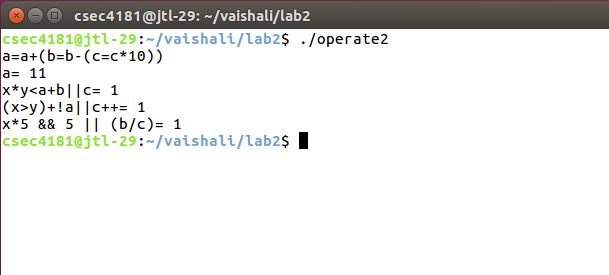 csec4181@jtl-29: ~/vaishali/lab2
csec4181@jtl-29:~/vaishali/lab2$ ./operate2
a=a+(b=b-(c=c*10))
a= 11
x*y<a+b||c= 1
(x>y)+!a||c++= 1
x*5 && 5 || (b/c)= 1
csec4181@jtl-29:~/vaishali/lab2$